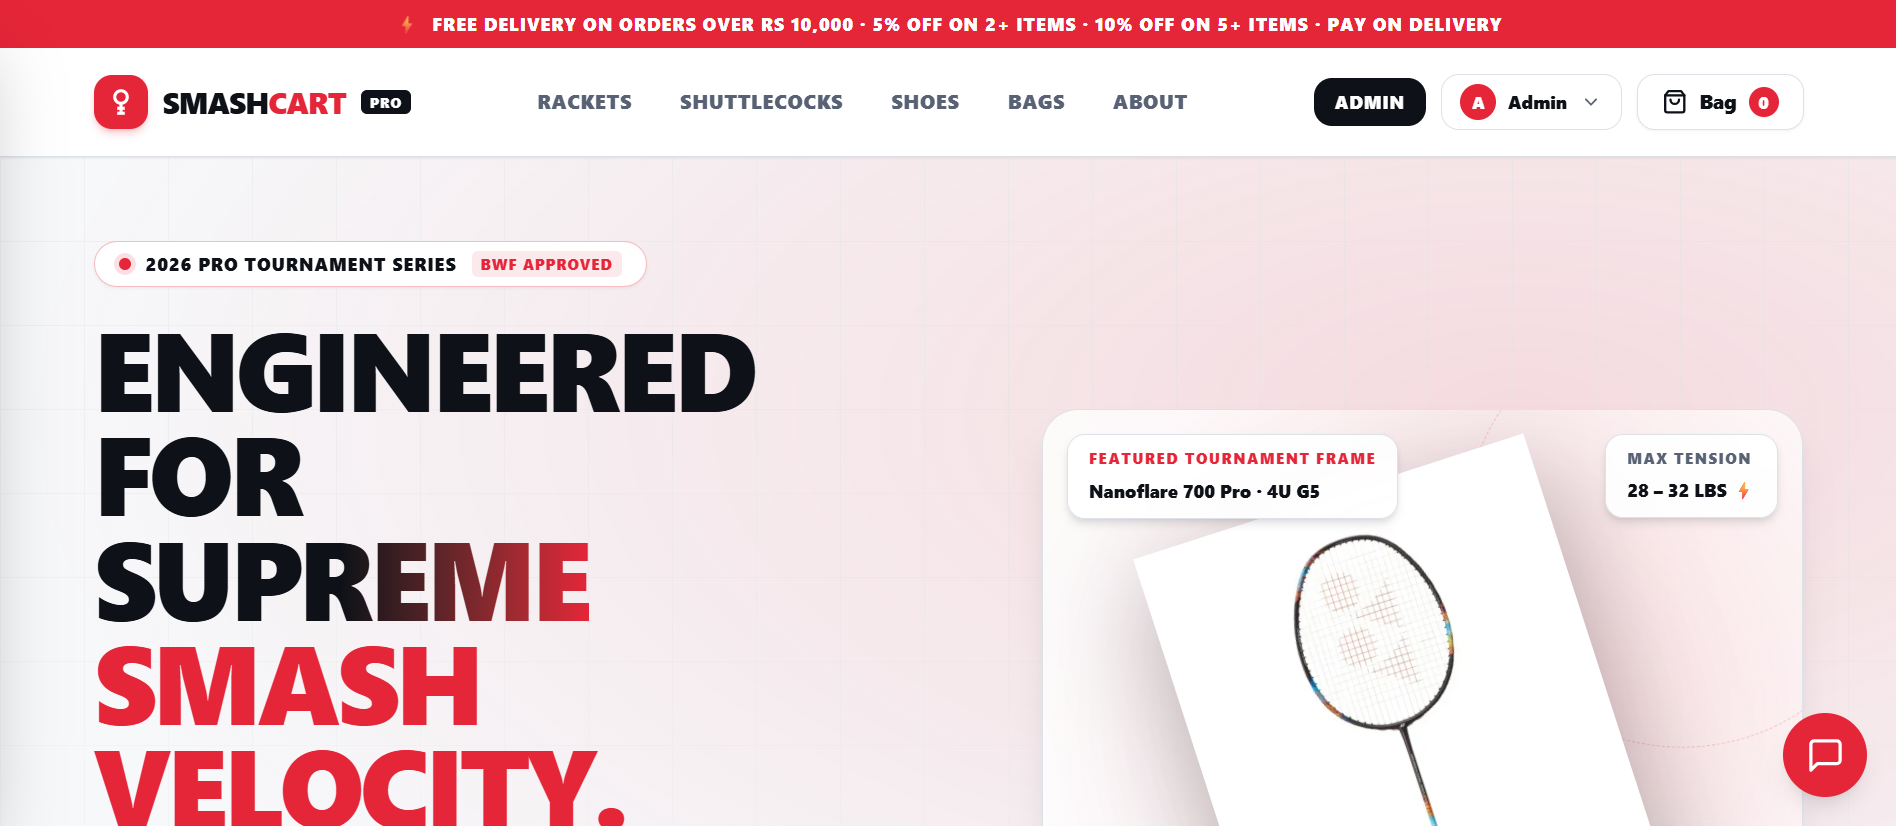 FREE DELIVERY ON ORDERS OVER RS 10,000 · 5% OFF ON 2+ ITEMS · 10% OFF ON 5+ ITEMS · PAY ON DELIVERY
SMASHCART PRO
RACKETS SHUTTLECOCKS SHOES BAGS ABOUT
ADMIN
A Admin
Bag 0
2026 PRO TOURNAMENT SERIES BWF APPROVED
ENGINEERED
FOR
SUPREME
SMASH
VELOCITY.
FEATURED TOURNAMENT FRAME
Nanoflare 700 Pro · 4U G5
MAX TENSION
28 – 32 LBS